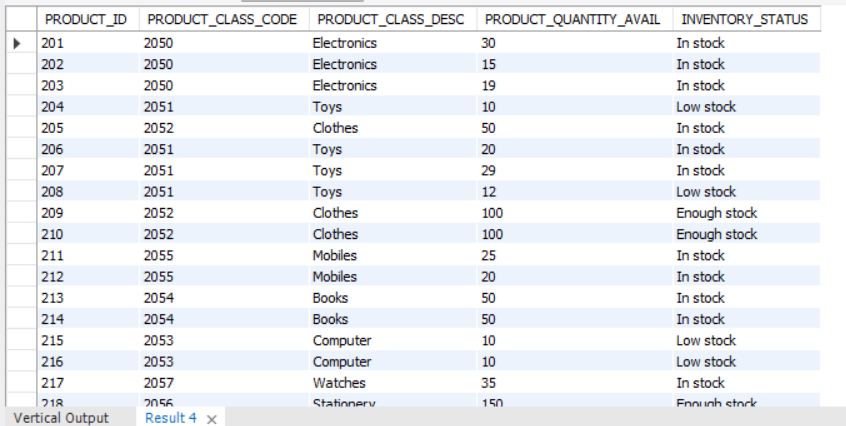 PRODUCT_ID PRODUCT_CLASS_CODE PRODUCT_CLASS_DESC PRODUCT_QUANTITY_AVAIL INVENTORY_STATUS
201 2050 Electronics 30 In stock
202 2050 Electronics 15 In stock
203 2050 Electronics 19 In stock
204 2051 Toys 10 Low stock
205 2052 Clothes 50 In stock
206 2051 Toys 20 In stock
207 2051 Toys 29 In stock
208 2051 Toys 12 Low stock
209 2052 Clothes 100 Enough stock
210 2052 Clothes 100 Enough stock
211 2055 Mobiles 25 In stock
212 2055 Mobiles 20 In stock
213 2054 Books 50 In stock
214 2054 Books 50 In stock
215 2053 Computer 10 Low stock
216 2053 Computer 10 Low stock
217 2057 Watches 35 In stock
218 2056 Stationery 150 Enough stock
Vertical Output Result 4